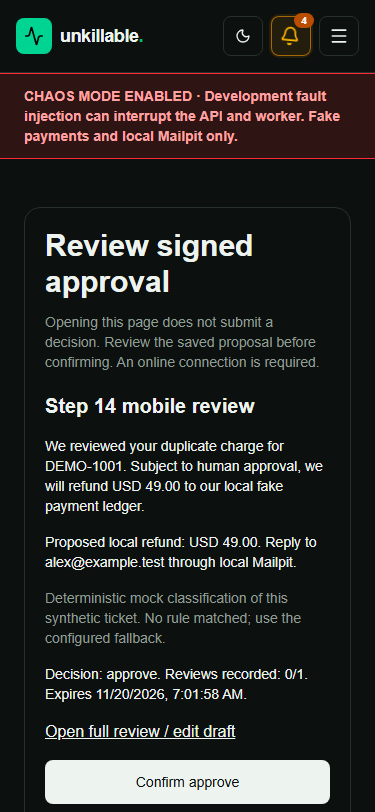 unkillable.
4
CHAOS MODE ENABLED · Development fault
injection can interrupt the API and worker. Fake
payments and local Mailpit only.
Review signed
approval
Opening this page does not submit a
decision. Review the saved proposal before
confirming. An online connection is required.
Step 14 mobile review
We reviewed your duplicate charge for
DEMO-1001. Subject to human approval, we
will refund USD 49.00 to our local fake
payment ledger.
Proposed local refund: USD 49.00. Reply to
alex@example.test through local Mailpit.
Deterministic mock classification of this
synthetic ticket. No rule matched; use the
configured fallback.
Decision: approve. Reviews recorded: 0/1.
Expires 11/20/2026, 7:01:58 AM.
Open full review / edit draft
Confirm approve